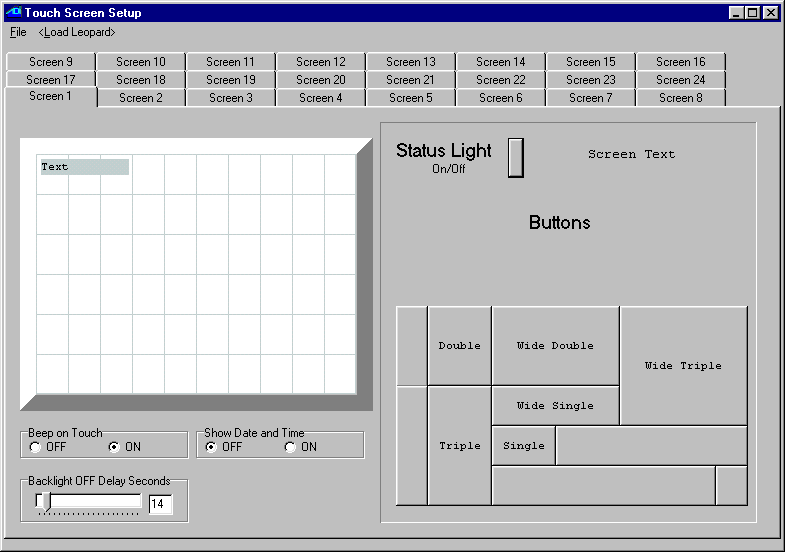 Touch Screen Setup
File <Load Leopard>
Screen 9 Screen 10 Screen 11 Screen 12 Screen 13 Screen 14 Screen 15 Screen 16
Screen 17 Screen 18 Screen 19 Screen 20 Screen 21 Screen 22 Screen 23 Screen 24
Screen 1 Screen 2 Screen 3 Screen 4 Screen 5 Screen 6 Screen 7 Screen 8
Text
Status Light
On/Off
Screen Text
Buttons
Double Wide Double
Wide Triple
Wide Single
Triple Single
Beep on Touch
OFF ON
Show Date and Time
OFF ON
Backlight OFF Delay Seconds
14